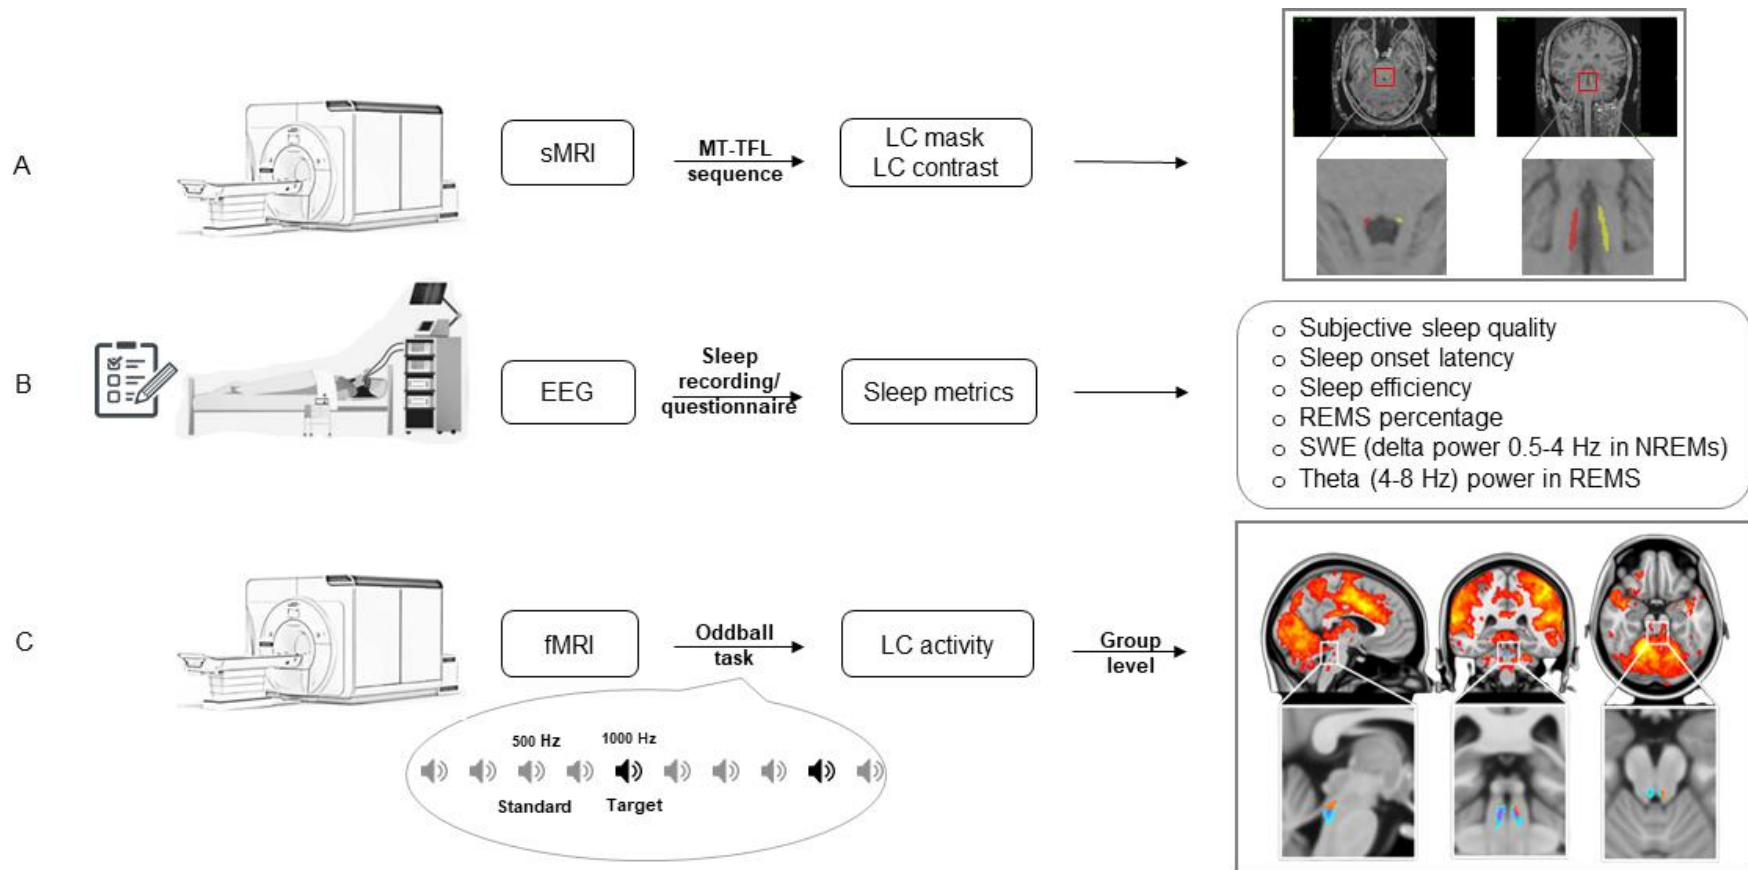 A
sMRI
MT-TFL
sequence
LC mask
LC contrast
B
EEG
Sleep
recording/
questionnaire
Sleep metrics
Subjective sleep quality
Sleep onset latency
Sleep efficiency
REMS percentage
SWE (delta power 0.5-4 Hz in NREMs)
Theta (4-8 Hz) power in REMS
C
fMRI
Oddball
task
LC activity
Group
level
500 Hz
1000 Hz
Standard
Target